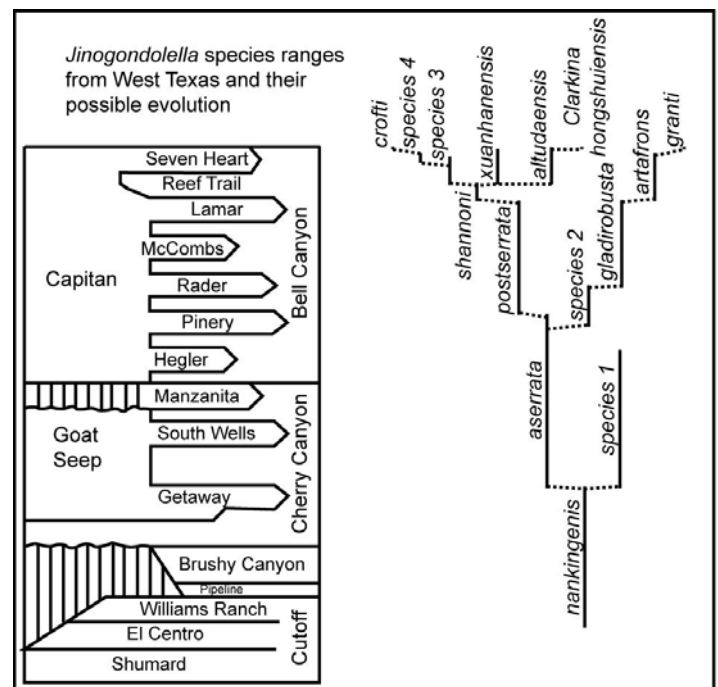 Jinogondolella species ranges
from West Texas and their
possible evolution
Seven Heart
Reef Trail
Lamar
McCombs
Rader
Pinery
Hegler
Capitan
Bell Canyon
Manzanita
South Wells
Getaway
Goat
Seep
Cherry Canyon
Brushy Canyon
Pipeline
Williams Ranch
El Centro
Shumard
Cutoff
crofti
species 4
species 3
xuanhanensis
altudaensis
Clarkina
hongshuiensis
artafrons
granti
shannoni
postserrata
species 2
gladirobusta
aserrata
species 1
nankingenis